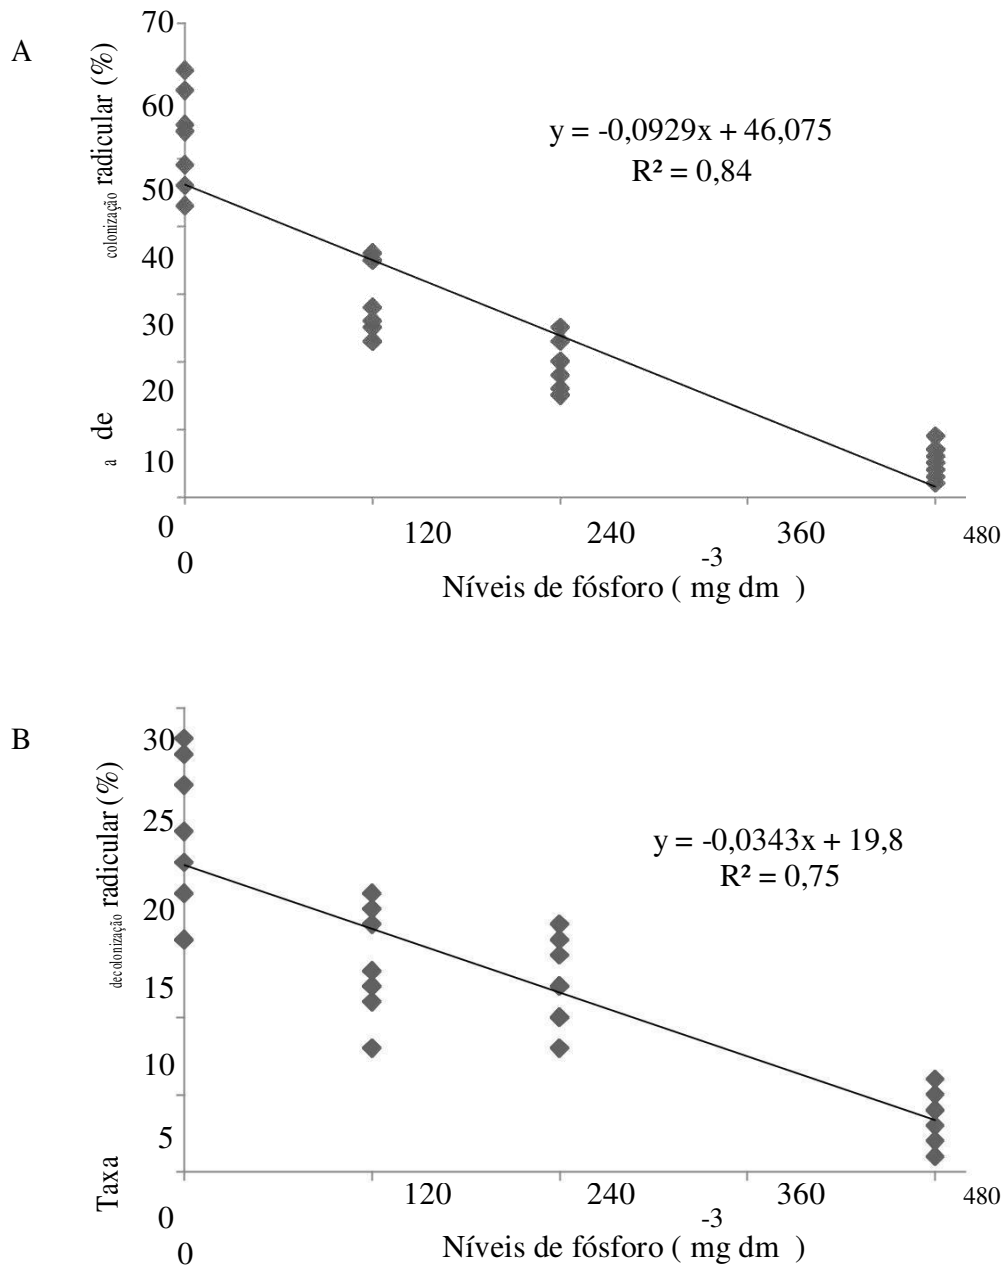 A
70
60
50
40
30
20
10
0
colonização radicular (%)
a de
y = -0,0929x + 46,075
R² = 0,84
0
120
240
360
480
-3
Níveis de fósforo ( mg dm )
B
30
25
20
15
10
5
0
Taxa decolonização radicular (%)
y = -0,0343x + 19,8
R² = 0,75
0
120
240
360
480
-3
Níveis de fósforo ( mg dm )